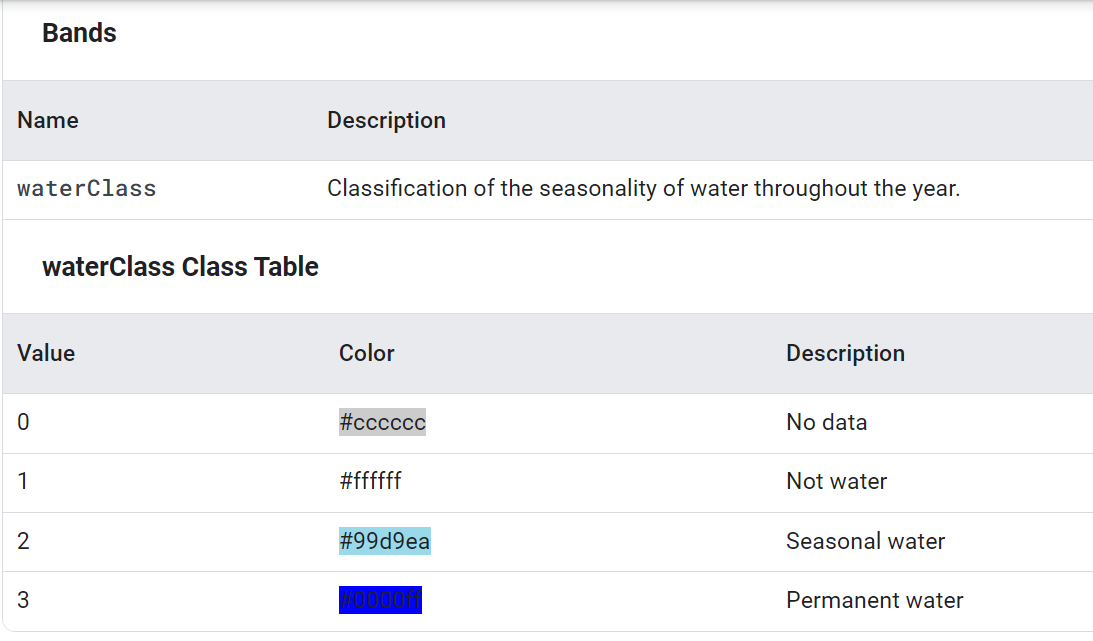 Bands
Name Description
waterClass Classification of the seasonality of water throughout the year.
waterClass Class Table
Value Color Description
0 #cccccc No data
1 #ffffff Not water
2 #99d9ea Seasonal water
3 #0000ff Permanent water